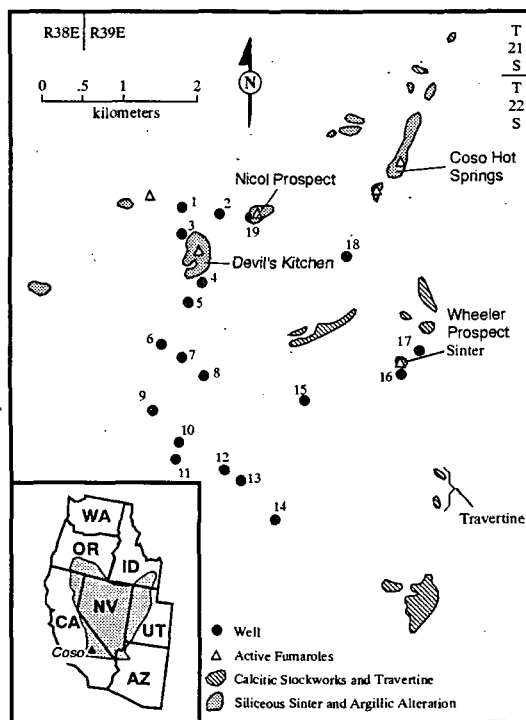 R38E R39E
T
21
S
T
22
S
0 .5 1 2
kilometers
N
Coso Hot
Springs
Nicol Prospect
1
2
3
19
Devil's Kitchen
18
4
5
Wheeler
Prospect
Sinter
17
6
7
8
16
15
9
10
11
12
13
14
Travertine
WA
OR
ID
NV
CA
UT
Coso
AZ
Well
Active Fumaroles
Calcitic Stockworks and Travertine
Siliceous Sinter and Argillic Alteration